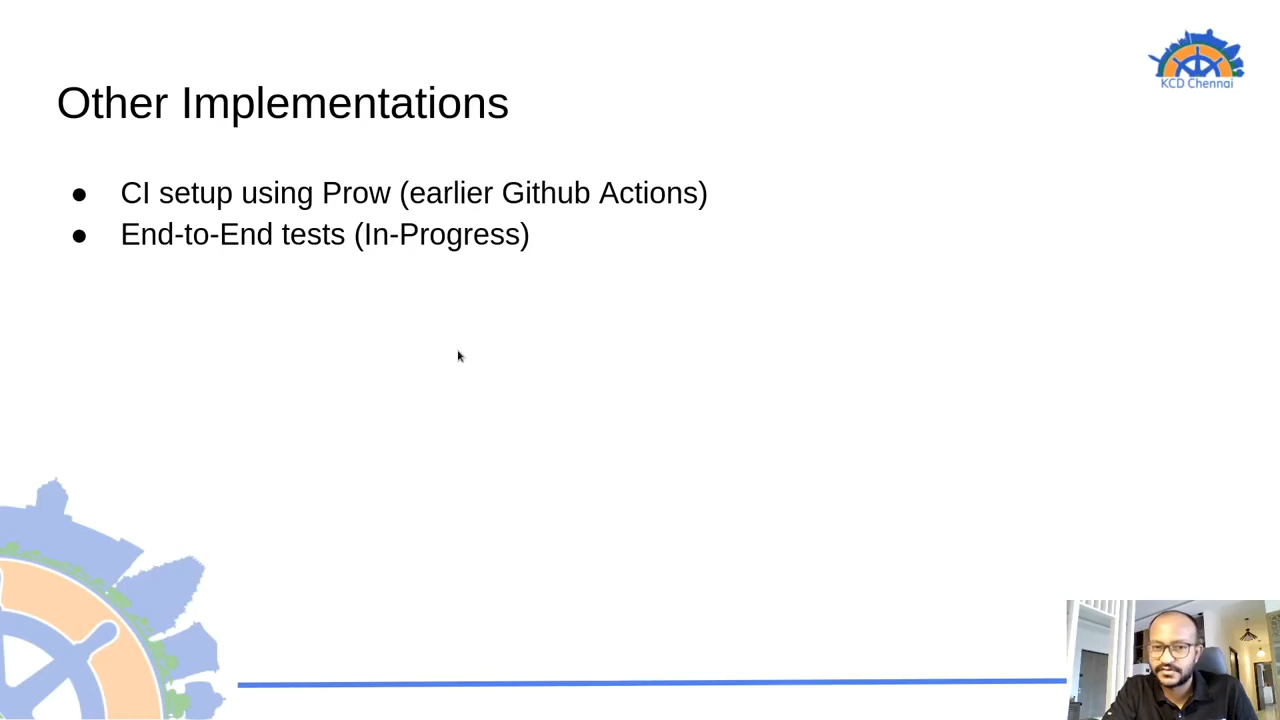 KCD Chennai
Other Implementations
● CI setup using Prow (earlier Github Actions)
● End-to-End tests (In-Progress)